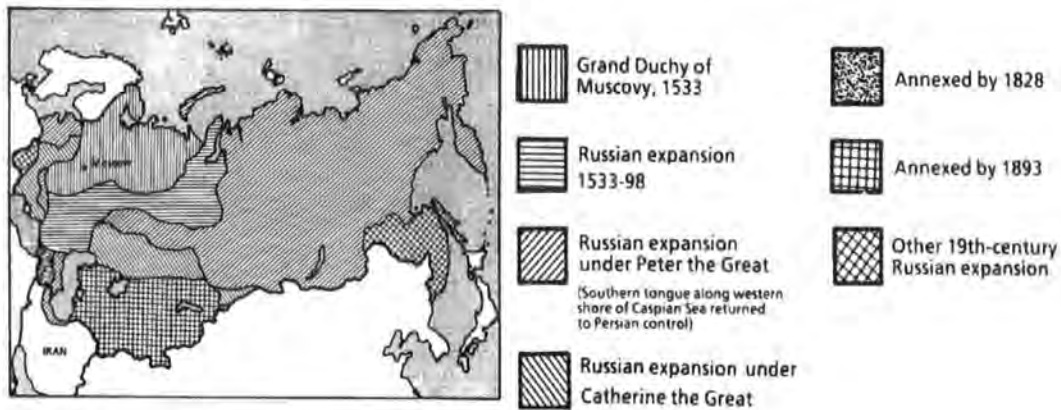 Moscow
IRAN
Grand Duchy of
Muscovy, 1533
Russian expansion
1533-98
Russian expansion
under Peter the Great
(Southern tongue along western
shore of Caspian Sea returned
to Persian control)
Russian expansion under
Catherine the Great
Annexed by 1828
Annexed by 1893
Other 19th-century
Russian expansion